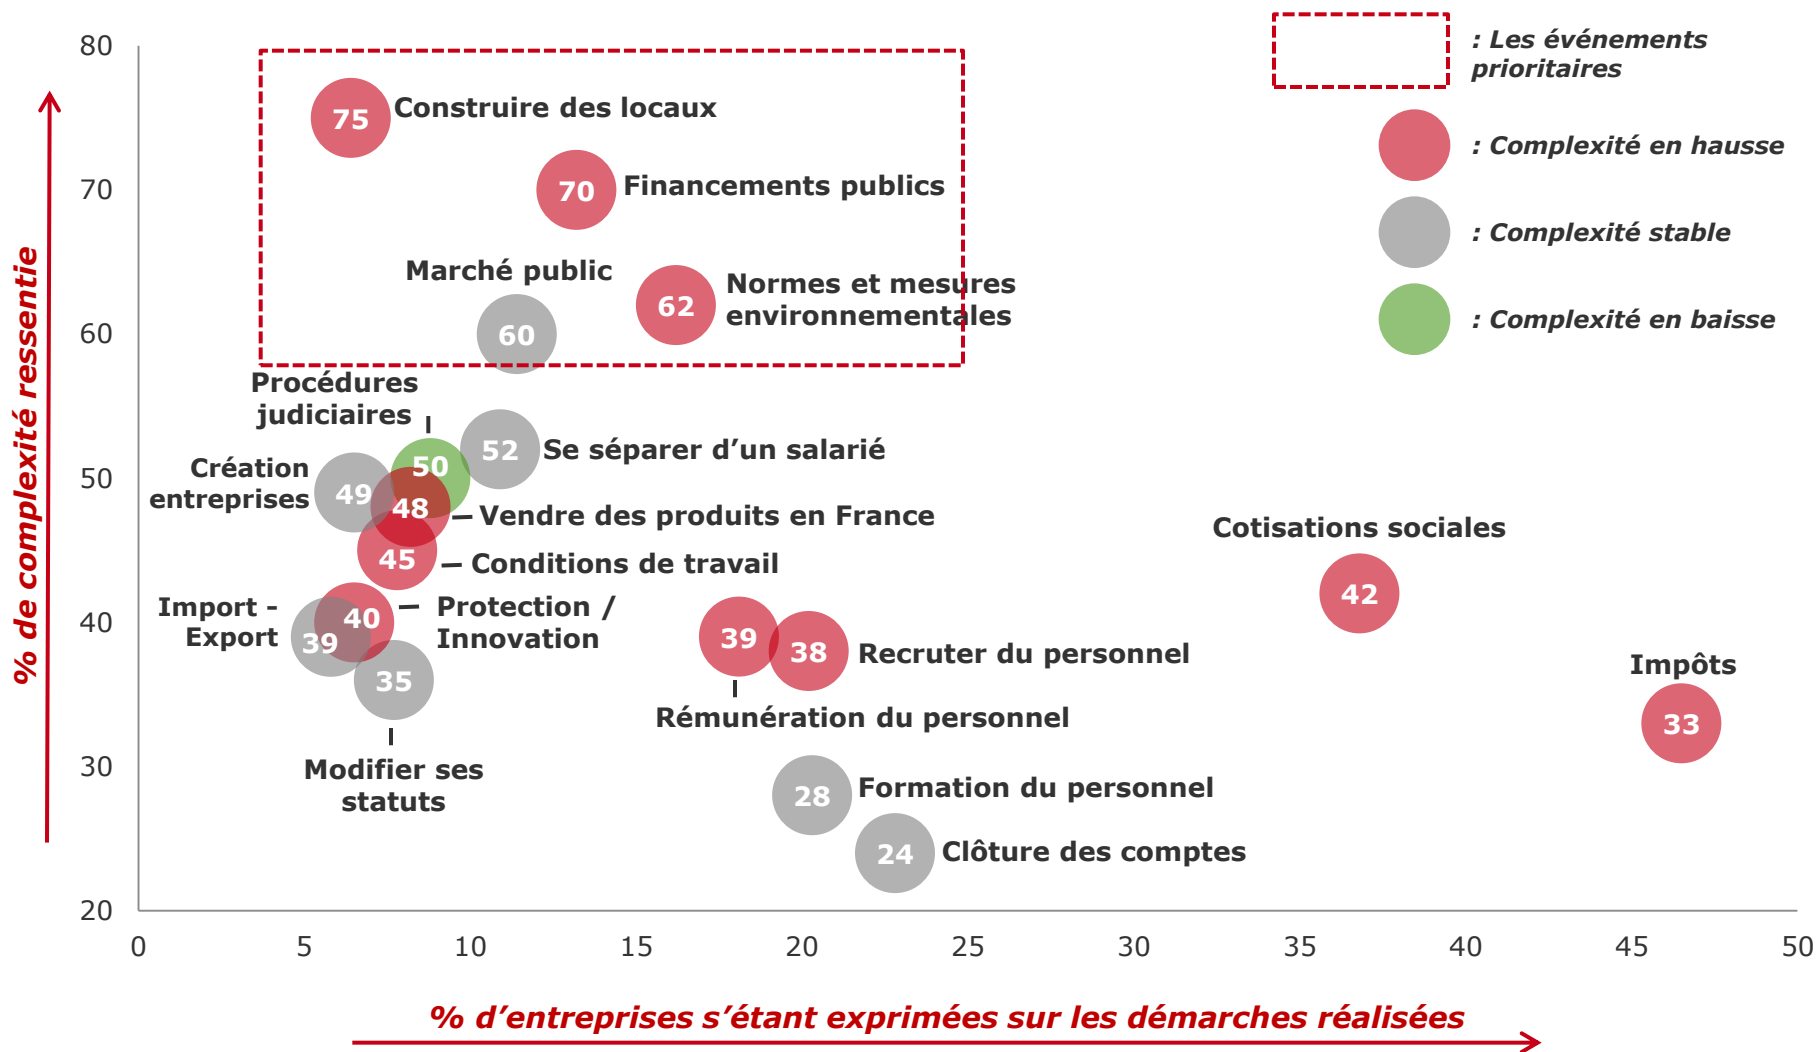 : Les événements
prioritaires
: Complexité en hausse
: Complexité stable
: Complexité en baisse
% de complexité ressentie
80
70
60
50
40
30
20
75
Construire des locaux
70
Financements publics
Marché public
60
62
Normes et mesures
environnementales
Procédures
judiciaires
50
52
Se séparer d’un salarié
Création
entreprises
49
48
Vendre des produits en France
45
Conditions de travail
Import -
Export
39
40
Protection /
Innovation
35
Modifier ses
statuts
39
Rémunération du personnel
38
Recruter du personnel
28
Formation du personnel
24
Clôture des comptes
Cotisations sociales
42
Impôts
33
0
5
10
15
20
25
30
35
40
45
50
% d’entreprises s’étant exprimées sur les démarches réalisées